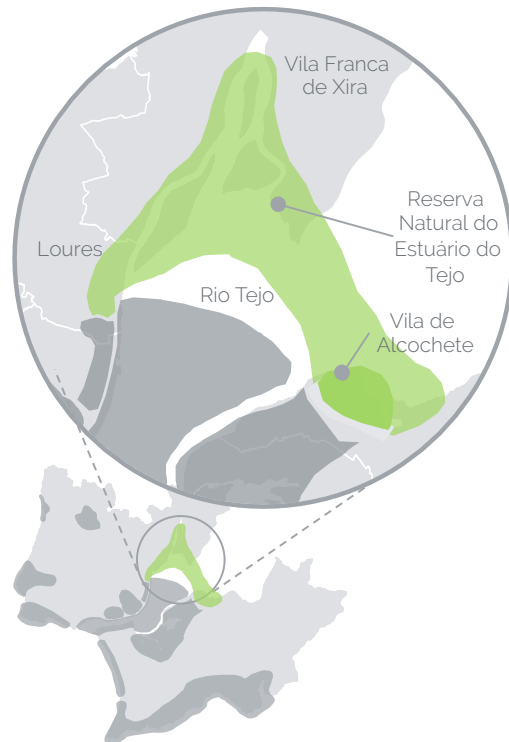 Vila Franca
de Xira
Reserva
Natural do
Estuário do
Tejo
Loures
Rio Tejo
Vila de
Alcochete